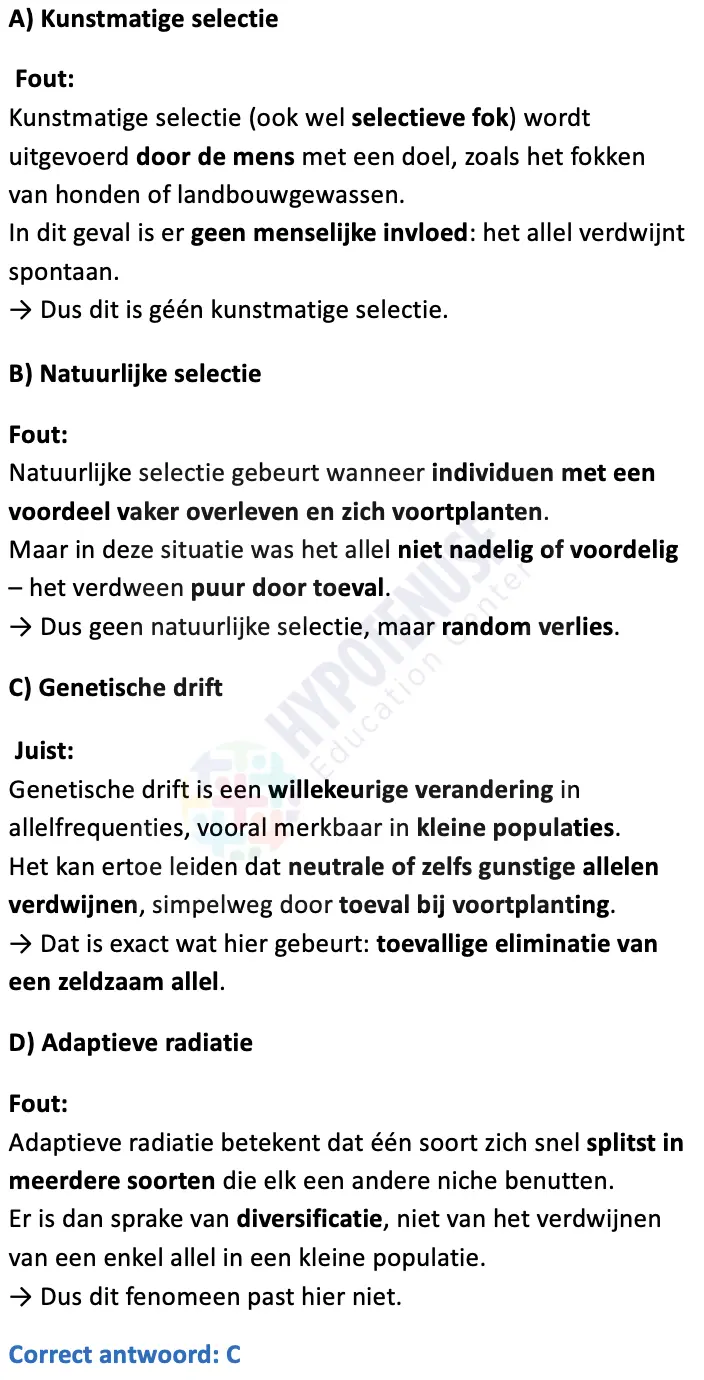 A) Kunstmatige selectie
Fout:
Kunstmatige selectie (ook wel selectieve fok) wordt
uitgevoerd door de mens met een doel, zoals het fokken
van honden of landbouwgewassen.
In dit geval is er geen menselijke invloed: het allel verdwijnt
spontaan.
→ Dus dit is géén kunstmatige selectie.
B) Natuurlijke selectie
Fout:
Natuurlijke selectie gebeurt wanneer individuen met een
voordeel vaker overleven en zich voortplanten.
Maar in deze situatie was het allel niet nadelig of voordelig
– het verdween puur door toeval.
→ Dus geen natuurlijke selectie, maar random verlies.
C) Genetische drift
Juist:
Genetische drift is een willekeurige verandering in
allelfrequenties, vooral merkbaar in kleine populaties.
Het kan ertoe leiden dat neutrale of zelfs gunstige allelen
verdwijnen, simpelweg door toeval bij voortplanting.
→ Dat is exact wat hier gebeurt: toevallige eliminatie van
een zeldzaam allel.
D) Adaptieve radiatie
Fout:
Adaptieve radiatie betekent dat één soort zich snel splitst in
meerdere soorten die elk een andere niche benutten.
Er is dan sprake van diversificatie, niet van het verdwijnen
van een enkel allel in een kleine populatie.
→ Dus dit fenomeen past hier niet.
Correct antwoord: C
HYPOTENUSE
Education Center